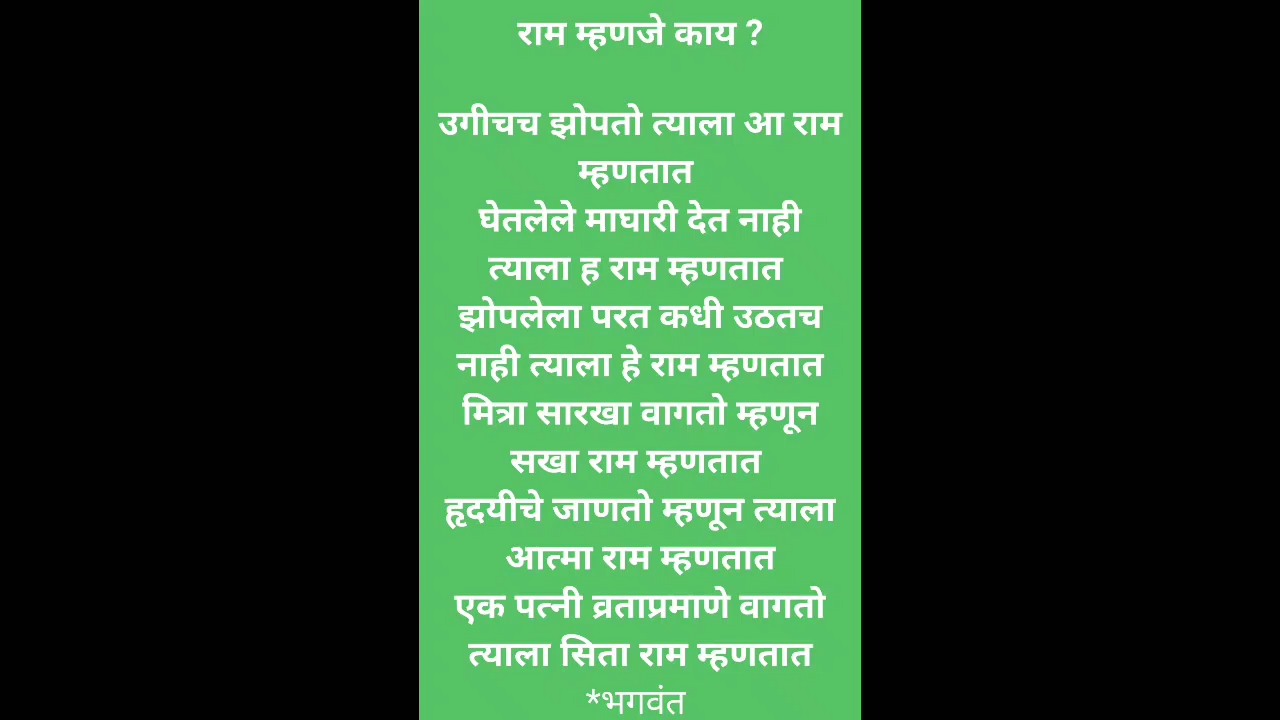 राम म्हणजे काय ?
उगीचच झोपतो त्याला आ राम
म्हणतात
घेतलेले माघारी देत नाही
त्याला ह राम म्हणतात
झोपलेला परत कधी उठतच
नाही त्याला हे राम म्हणतात
मित्रा सारखा वागतो म्हणून
सखा राम म्हणतात
हृदयीचे जाणतो म्हणून त्याला
आत्मा राम म्हणतात
एक पत्नी व्रताप्रमाणे वागतो
त्याला सिता राम म्हणतात
*भगवंत